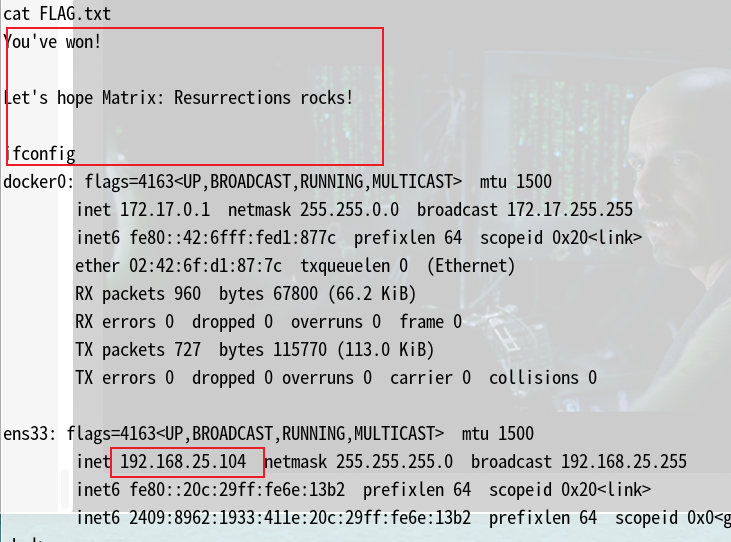 cat FLAG.txt
You've won!
Let's hope Matrix: Resurrections rocks!
ifconfig
docker0: flags=4163<UP,BROADCAST,RUNNING,MULTICAST>  mtu 1500
inet 172.17.0.1  netmask 255.255.0.0  broadcast 172.17.255.255
inet6 fe80::42:6fff:fed1:877c  prefixlen 64  scopeid 0x20<link>
ether 02:42:6f:d1:87:7c  txqueuelen 0  (Ethernet)
RX packets 960  bytes 67800 (66.2 KiB)
RX errors 0  dropped 0  overruns 0  frame 0
TX packets 727  bytes 115770 (113.0 KiB)
TX errors 0  dropped 0 overruns 0  carrier 0  collisions 0
ens33: flags=4163<UP,BROADCAST,RUNNING,MULTICAST>  mtu 1500
inet 192.168.25.104  netmask 255.255.255.0  broadcast 192.168.25.255
inet6 fe80::20c:29ff:fe6e:13b2  prefixlen 64  scopeid 0x20<link>
inet6 2409:8962:1933:411e:20c:29ff:fe6e:13b2  prefixlen 64  scopeid 0x0<g